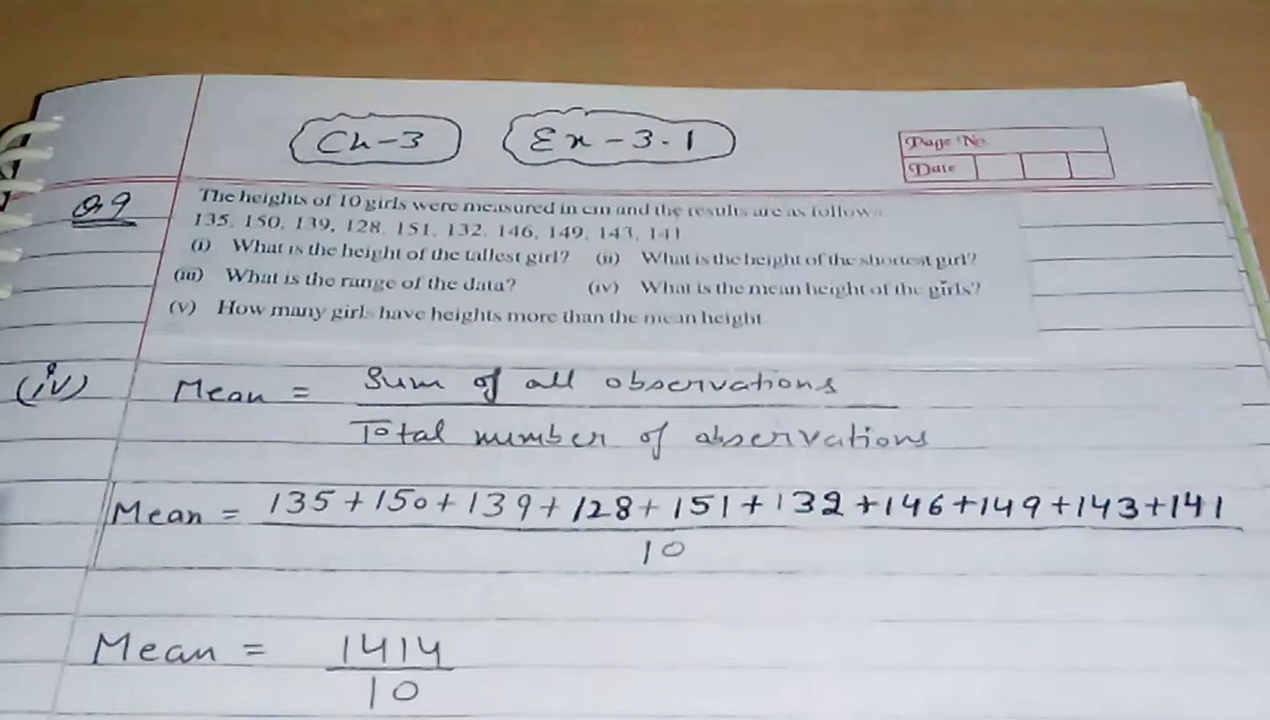 Ch-3 Ex-3.1
Page No.
Date
Q.9
The heights of 10 girls were measured in cm and the results are as follows
135, 150, 139, 128, 151, 132, 146, 149, 143, 141
(i) What is the height of the tallest girl? (ii) What is the height of the shortest girl?
(iii) What is the range of the data? (iv) What is the mean height of the girls?
(v) How many girls have heights more than the mean height
(iv) Mean = Sum of all observations
Total number of observations
Mean = 135+150+139+128+151+132+146+149+143+141
10
Mean = 1414
10